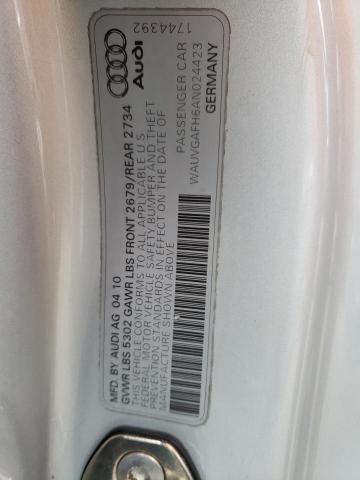 1744392
Audi
MFD. BY AUDI AG 04.10
GVWR LBS 5302 GAWR LBS FRONT 2679/REAR 2734
THIS VEHICLE CONFORMS TO ALL APPLICABLE U S
FEDERAL MOTOR VEHICLE SAFETY BUMPER AND THEFT
PREVENTION STANDARDS IN EFFECT ON THE DATE OF
MANUFACTURE SHOWN ABOVE
PASSENGER CAR
WAUVGAFH6AN024423
GERMANY